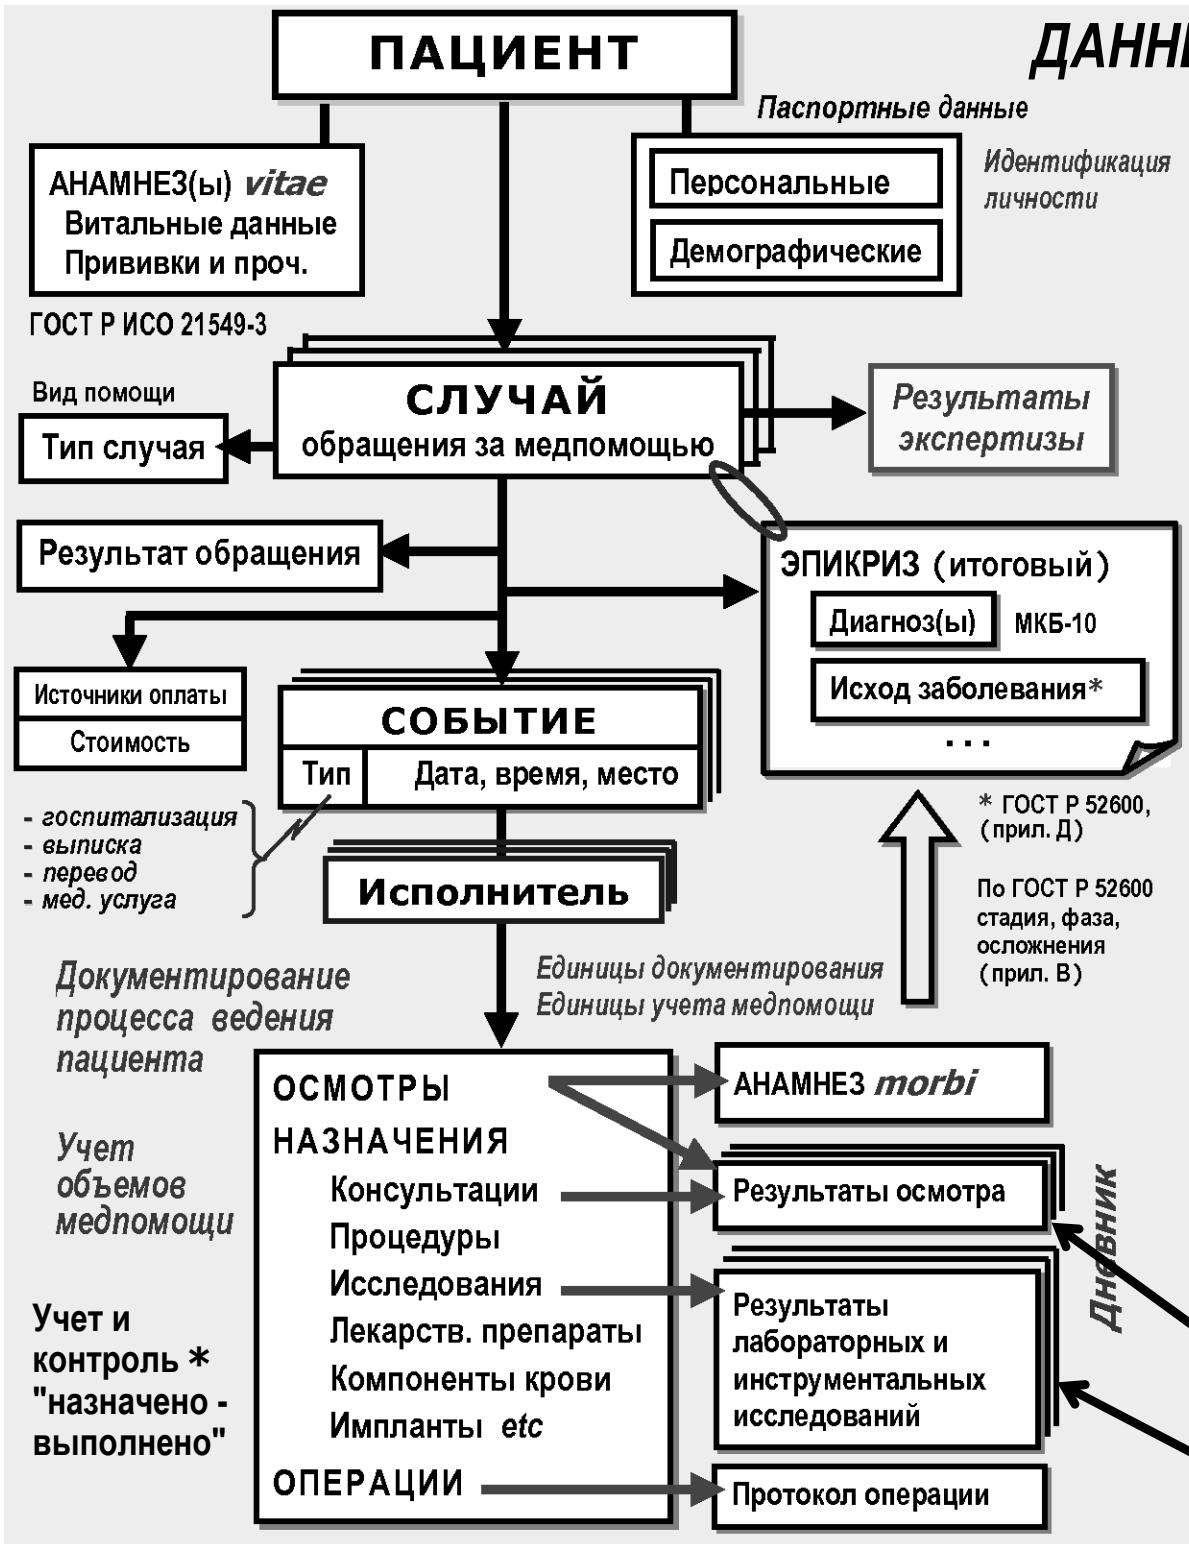 ПАЦИЕНТ
Паспортные данные
АНАМНЕЗ(ы) vitae
Витальные данные
Прививки и проч.
Персональные
Демографические
Идентификация
личности
ГОСТ Р ИСО 21549-3
Вид помощи
Тип случая
СЛУЧАЙ
обращения за медпомощью
Результаты
экспертизы
Результат обращения
ЭПИКРИЗ (итоговый)
Диагноз(ы) МКБ-10
Исход заболевания*
...
Источники оплаты
Стоимость
СОБЫТИЕ
Тип Дата, время, место
- госпитализация
- выписка
- перевод
- мед. услуга
Исполнитель
* ГОСТ Р 52600,
(прил. Д)
По ГОСТ Р 52600
стадия, фаза,
осложнения
(прил. В)
Документирование
процесса ведения
пациента
Единицы документирования
Единицы учета медпомощи
Учет
объемов
медпомощи
Учет и
контроль *
"назначено -
выполнено"
ОСМОТРЫ
НАЗНАЧЕНИЯ
Консультации
Процедуры
Исследования
Лекарств. препараты
Компоненты крови
Импланты etc
ОПЕРАЦИИ
АНАМНЕЗ morbi
Результаты осмотра
Результаты
лабораторных и
инструментальных
исследований
Протокол операции
Дневник